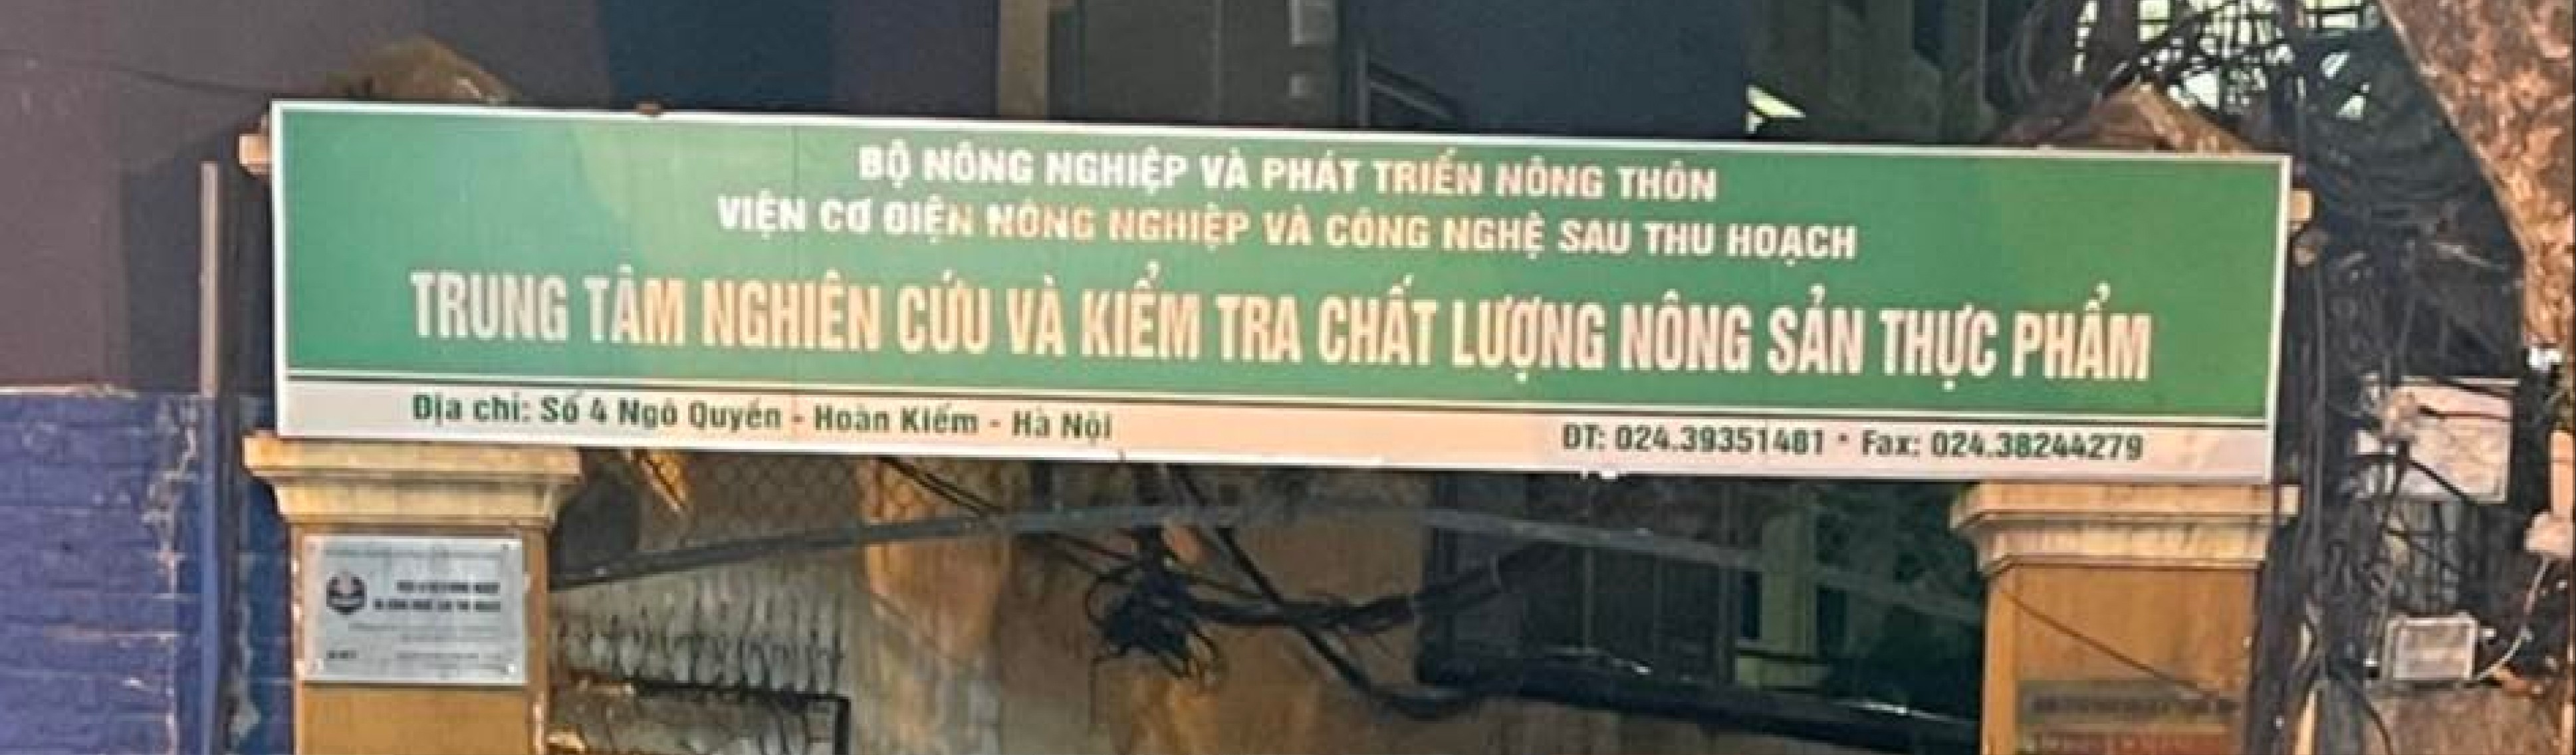 BỘ NÔNG NGHIỆP VÀ PHÁT TRIỂN NÔNG THÔN
VIỆN CƠ ĐIỆN NÔNG NGHIỆP VÀ CÔNG NGHỆ SAU THU HOẠCH
TRUNG TÂM NGHIÊN CỨU VÀ KIỂM TRA CHẤT LƯỢNG NÔNG SẢN THỰC PHẨM
Địa chỉ: Số 4 Ngô Quyền - Hoàn Kiếm - Hà Nội
ĐT: 024.39351481 * Fax: 024.38244279